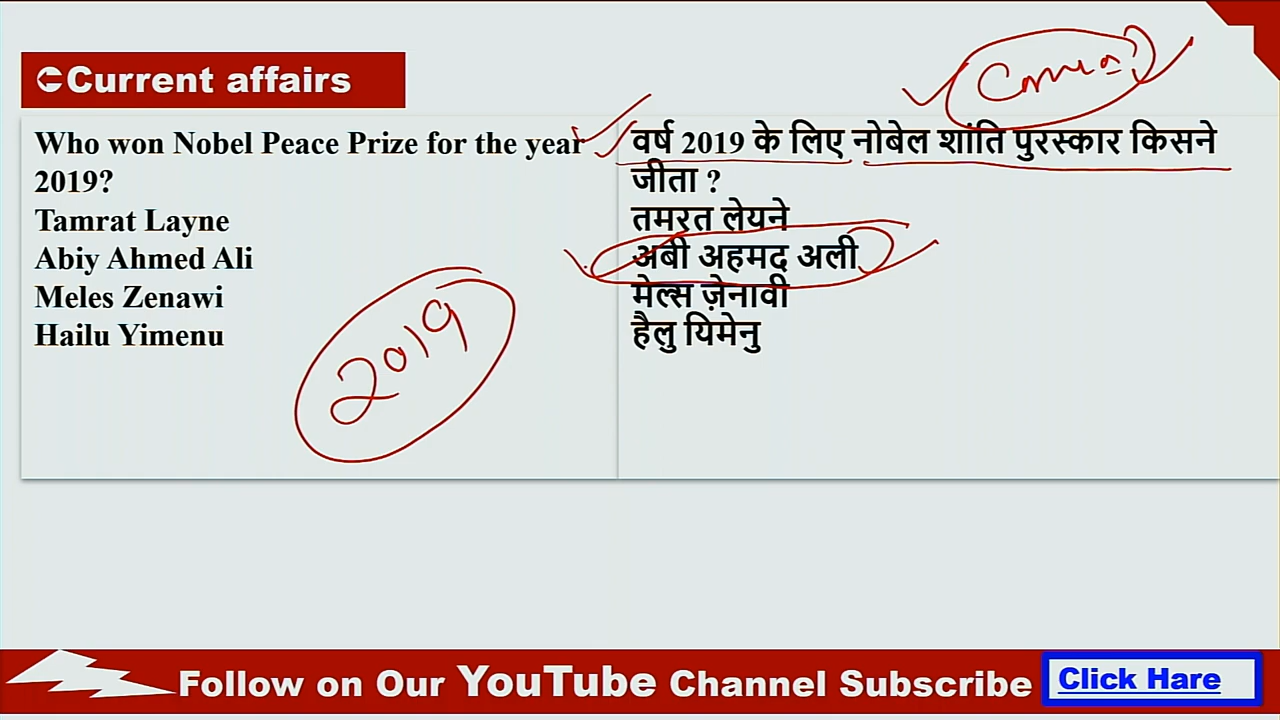 Current affairs
Who won Nobel Peace Prize for the year
2019?
Tamrat Layne
Abiy Ahmed Ali
Meles Zenawi
Hailu Yimenu
2019
वर्ष 2019 के लिए नोबेल शांति पुरस्कार किसने
जीता ?
तमरत लेयने
अबी अहमद अली
मेल्स ज़ेनावी
हैलु यिमेनु
Follow on Our YouTube Channel Subscribe
Click Hare